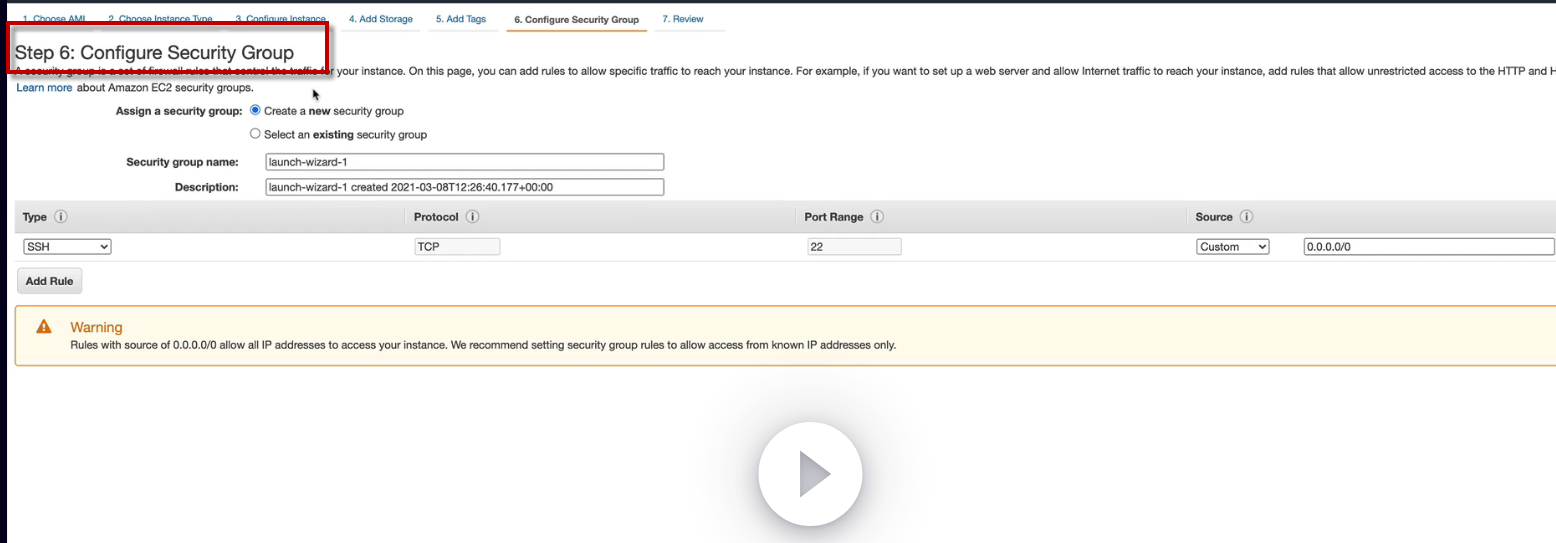 1. Choose AMI 2. Choose Instance Type 3. Configure Instance 4. Add Storage 5. Add Tags 6. Configure Security Group 7. Review
Step 6: Configure Security Group
A security group is a set of firewall rules that control the traffic for your instance. On this page, you can add rules to allow specific traffic to reach your instance. For example, if you want to set up a web server and allow Internet traffic to reach your instance, add rules that allow unrestricted access to the HTTP and H
Learn more about Amazon EC2 security groups.
Assign a security group: Create a new security group
Select an existing security group
Security group name: launch-wizard-1
Description: launch-wizard-1 created 2021-03-08T12:26:40.177+00:00
Type i Protocol i Port Range i Source i
SSH TCP 22 Custom 0.0.0.0/0
Add Rule
Warning
Rules with source of 0.0.0.0/0 allow all IP addresses to access your instance. We recommend setting security group rules to allow access from known IP addresses only.